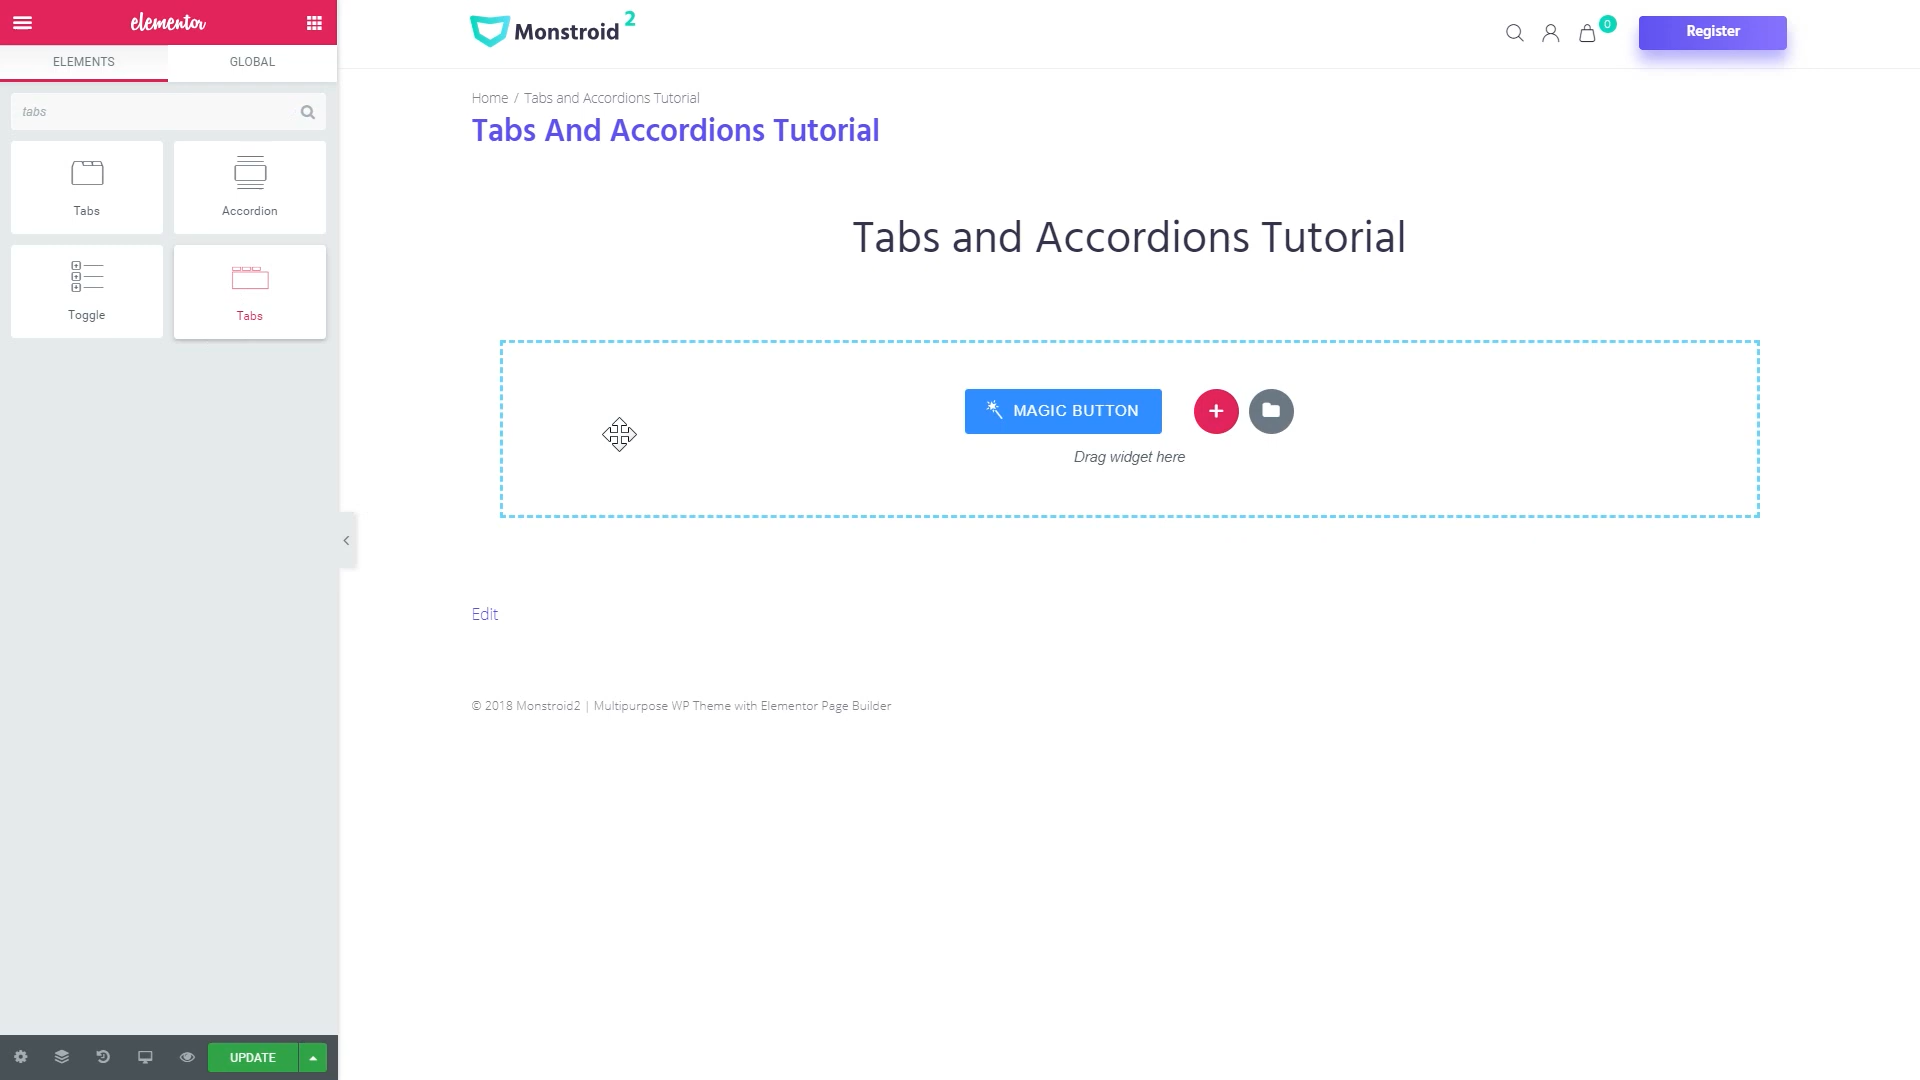 elementor
ELEMENTS
GLOBAL
tabs
Tabs
Accordion
Toggle
Tabs
UPDATE
Monstroid 2
0
Register
Home / Tabs and Accordions Tutorial
Tabs And Accordions Tutorial
Tabs and Accordions Tutorial
MAGIC BUTTON
Drag widget here
Edit
© 2018 Monstroid2 | Multipurpose WP Theme with Elementor Page Builder